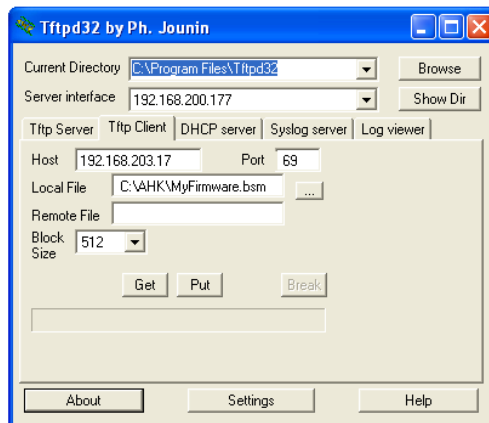 Tftpd32 by Ph. Jounin
Current Directory C:\Program Files\Tftpd32 Browse
Server interface 192.168.200.177 Show Dir
Tftp Server Tftp Client DHCP server Syslog server Log viewer
Host 192.168.203.17 Port 69
Local File C:\AHK\MyFirmware.bsm ...
Remote File
Block
Size 512
Get Put Break
About Settings Help